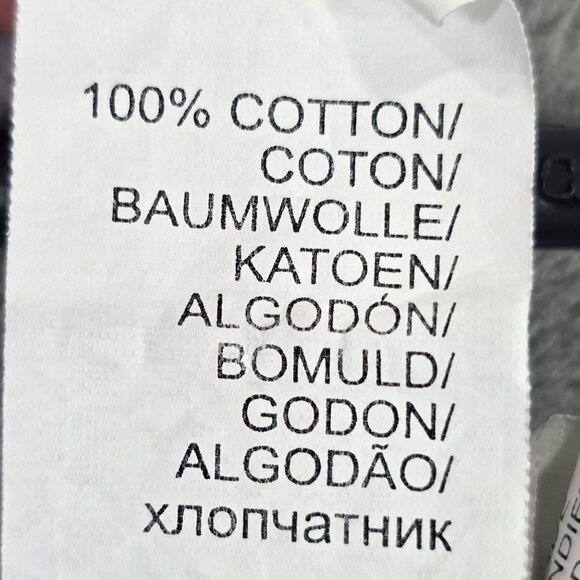 100% COTTON/
COTON/
BAUMWOLLE/
KATOEN/
ALGODÓN/
BOMULD/
GODON/
ALGODÃO/
хлопчатник